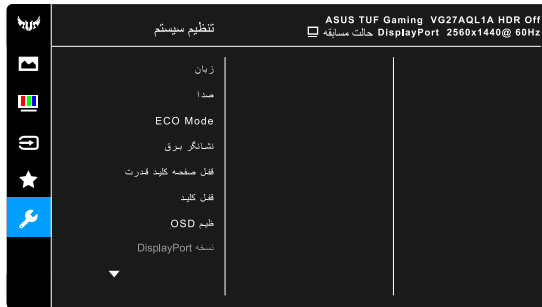 تنظیم سیستم
ASUS TUF Gaming VG27AQL1A HDR Off
حالت مسابقه DisplayPort 2560x1440@ 60Hz
زبان
صدا
ECO Mode
نشانگر برق
قفل صفحه کلید قدرت
قفل کلید
ظیم OSD
نسخه DisplayPort